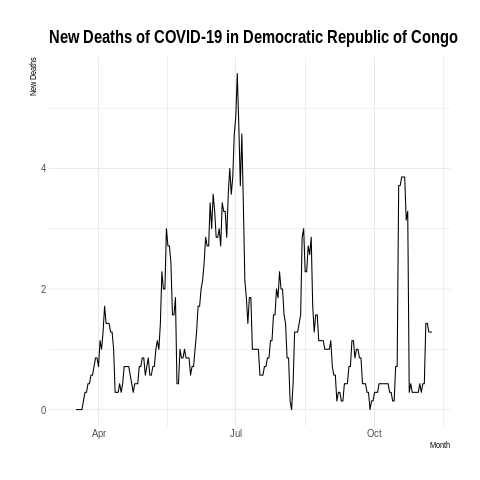 New Deaths of COVID-19 in Democratic Republic of Congo
New Deaths
4
2
0
Apr
Jul
Oct
Month